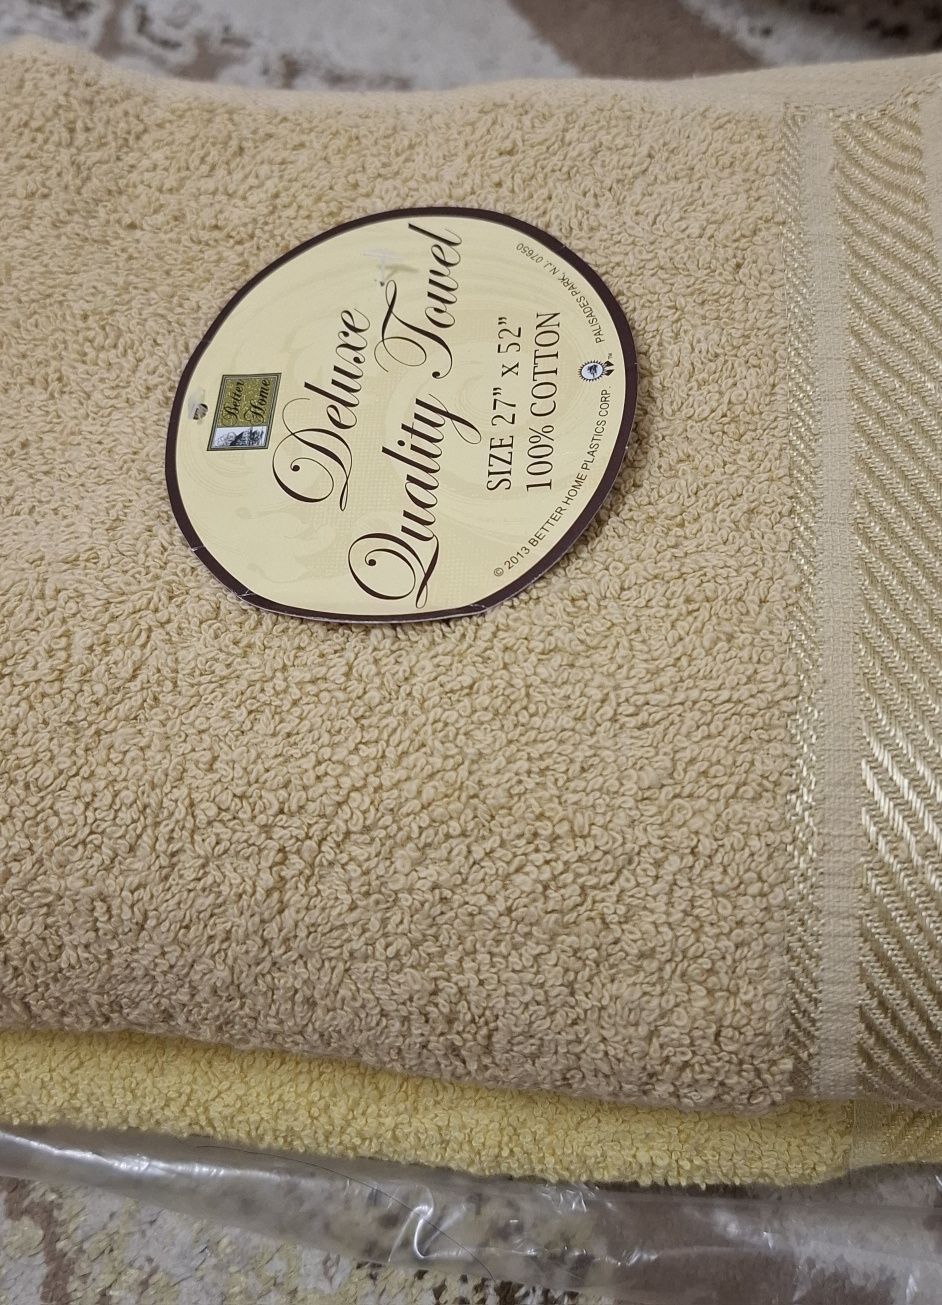 Better
Home
Deluxe
Quality Towel
SIZE 27” x 52”
100% COTTON
© 2013 BETTER HOME PLASTICS CORP. PALISADES PARK, N.J. 07650